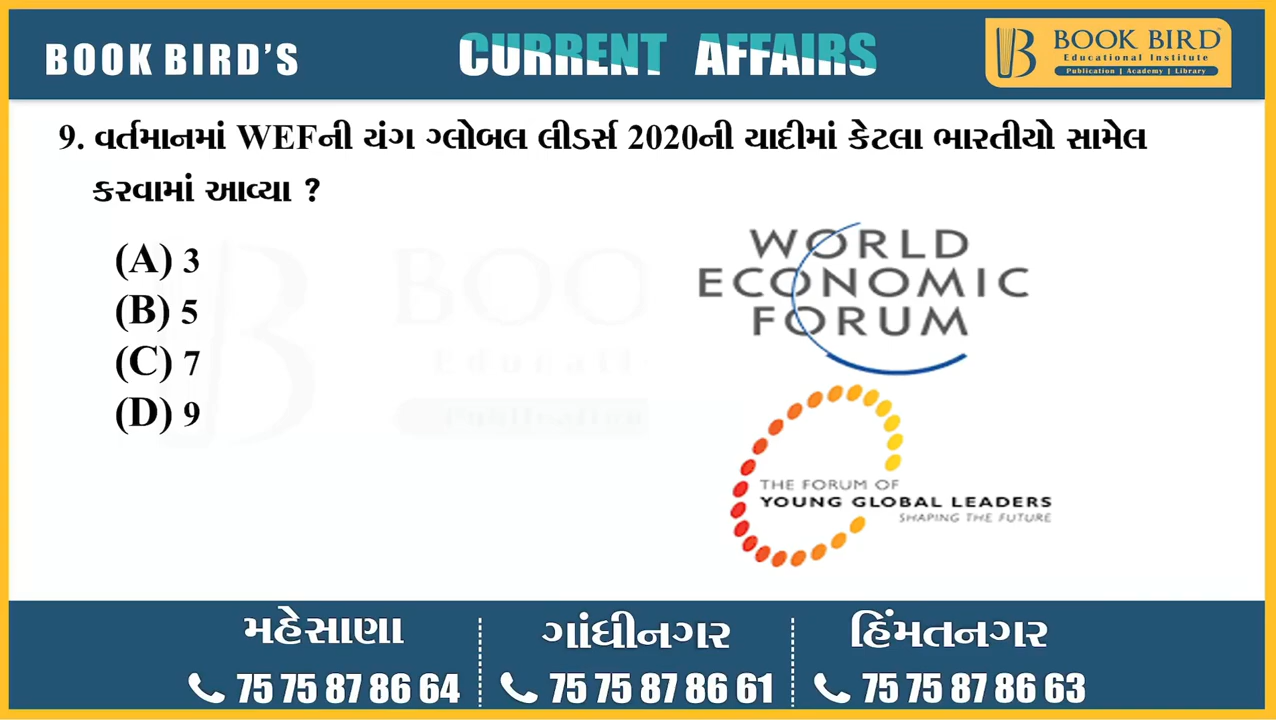 BOOK BIRD'S
CURRENT AFFAIRS
BOOK BIRD
Educational Institute
Publication | Academy | Library
9. વર્તમાનમાં WEFની યંગ ગ્લોબલ લીડર્સ 2020ની યાદીમાં કેટલા ભારતીયો સામેલ
કરવામાં આવ્યા ?
(A) 3
(B) 5
(C) 7
(D) 9
BOO
Educati
Publication
WORLD
ECONOMIC
FORUM
THE FORUM OF
YOUNG GLOBAL LEADERS
SHAPING THE FUTURE
મહેસાણા
75 75 87 86 64
ગાંધીનગર
75 75 87 86 61
હિંમતનગર
75 75 87 86 63